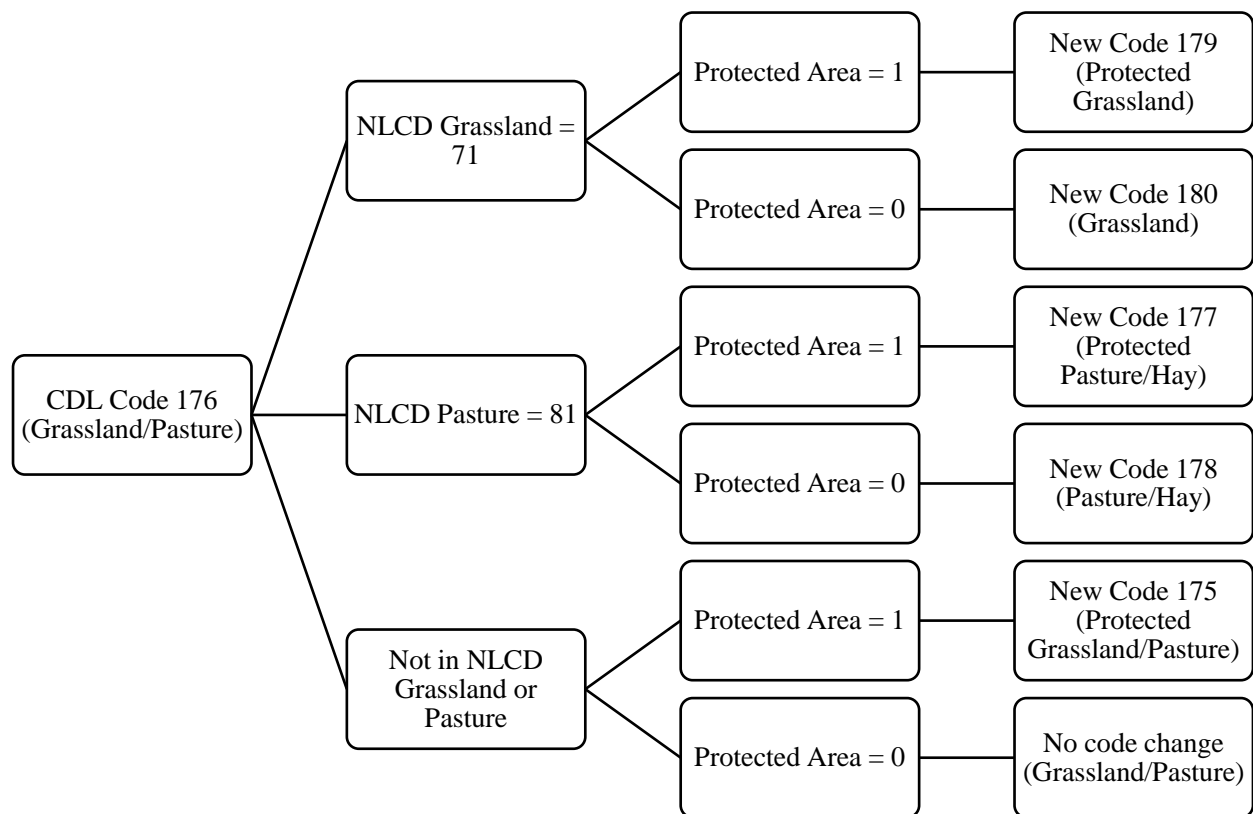 Protected Area = 1
New Code 179
(Protected
Grassland)
NLCD Grassland =
71
Protected Area = 0
New Code 180
(Grassland)
CDL Code 176
(Grassland/Pasture)
NLCD Pasture = 81
Protected Area = 1
New Code 177
(Protected
Pasture/Hay)
Protected Area = 0
New Code 178
(Pasture/Hay)
Not in NLCD
Grassland or
Pasture
Protected Area = 1
New Code 175
(Protected
Grassland/Pasture)
Protected Area = 0
No code change
(Grassland/Pasture)